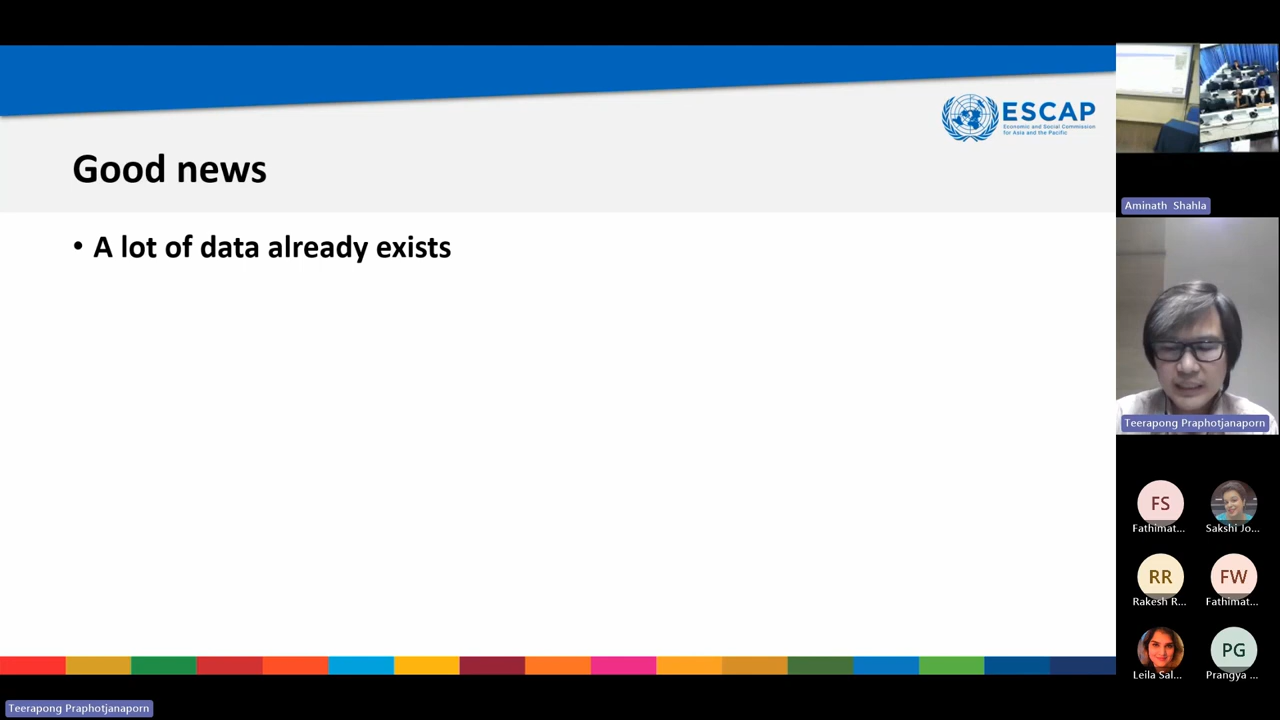 ESCAP
Economic and Social Commission
for Asia and the Pacific
Good news
• A lot of data already exists
Aminath Shahla
Teerapong Praphotjanaporn
FS
Fathimat...
Sakshi Jo...
RR
Rakesh R...
FW
Fathimat...
Leila Sal...
PG
Prangya ...
Teerapong Praphotjanaporn